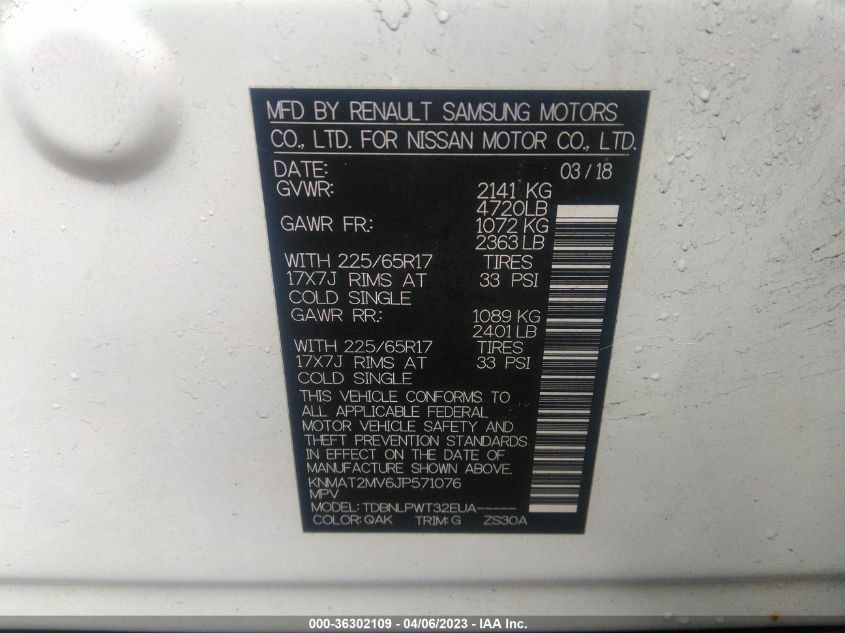 MFD BY RENAULT SAMSUNG MOTORS
CO., LTD. FOR NISSAN MOTOR CO., LTD.
DATE: 03/18
GVWR: 2141 KG
4720LB
GAWR FR.: 1072 KG
2363 LB
WITH 225/65R17 TIRES
17X7J RIMS AT 33 PSI
COLD SINGLE
GAWR RR.: 1089 KG
2401 LB
WITH 225/65R17 TIRES
17X7J RIMS AT 33 PSI
COLD SINGLE
THIS VEHICLE CONFORMS TO
ALL APPLICABLE FEDERAL
MOTOR VEHICLE SAFETY AND
THEFT PREVENTION STANDARDS
IN EFFECT ON THE DATE OF
MANUFACTURE SHOWN ABOVE.
KNMAT2MV6JP571076
MPV
MODEL: TDBNLPWT32EUA-----
COLOR: QAK TRIM: G ZS30A
000-36302109 - 04/06/2023 - IAA Inc.